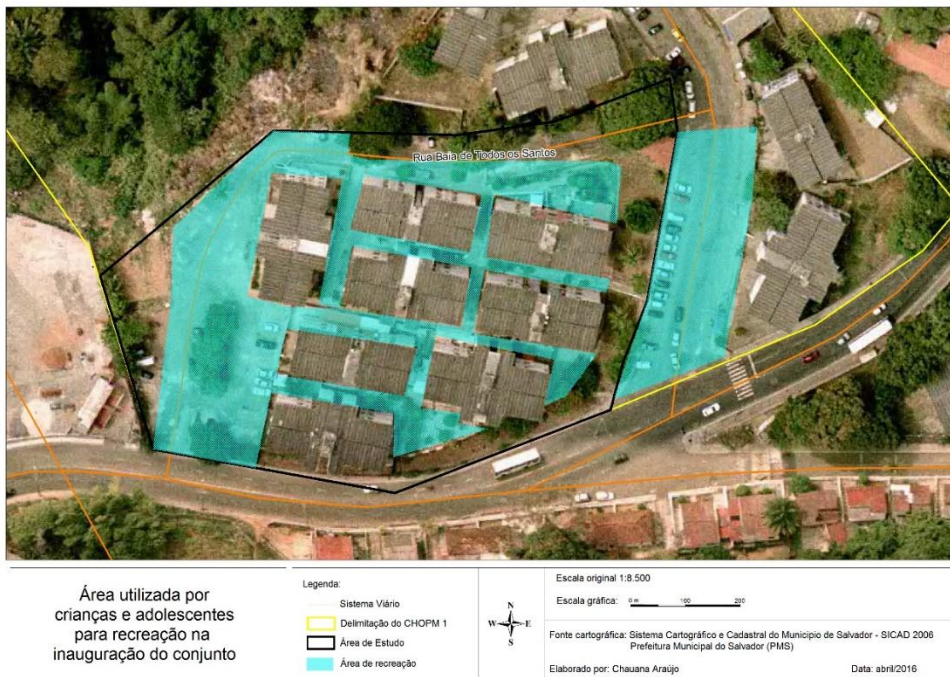 Rua Baia de Todos os Santos
Área utilizada por
crianças e adolescentes
para recreação na
inauguração do conjunto
Legenda:
Sistema Viário
Delimitação do CHOPM 1
Área de Estudo
Área de recreação
N
W E
S
Escala original 1:8.500
Escala gráfica: 0 m 100 200
Fonte cartográfica: Sistema Cartográfico e Cadastral do Municipio de Salvador - SICAD 2006
Prefeitura Municipal do Salvador (PMS)
Elaborado por: Chauana Araújo Data: abril/2016